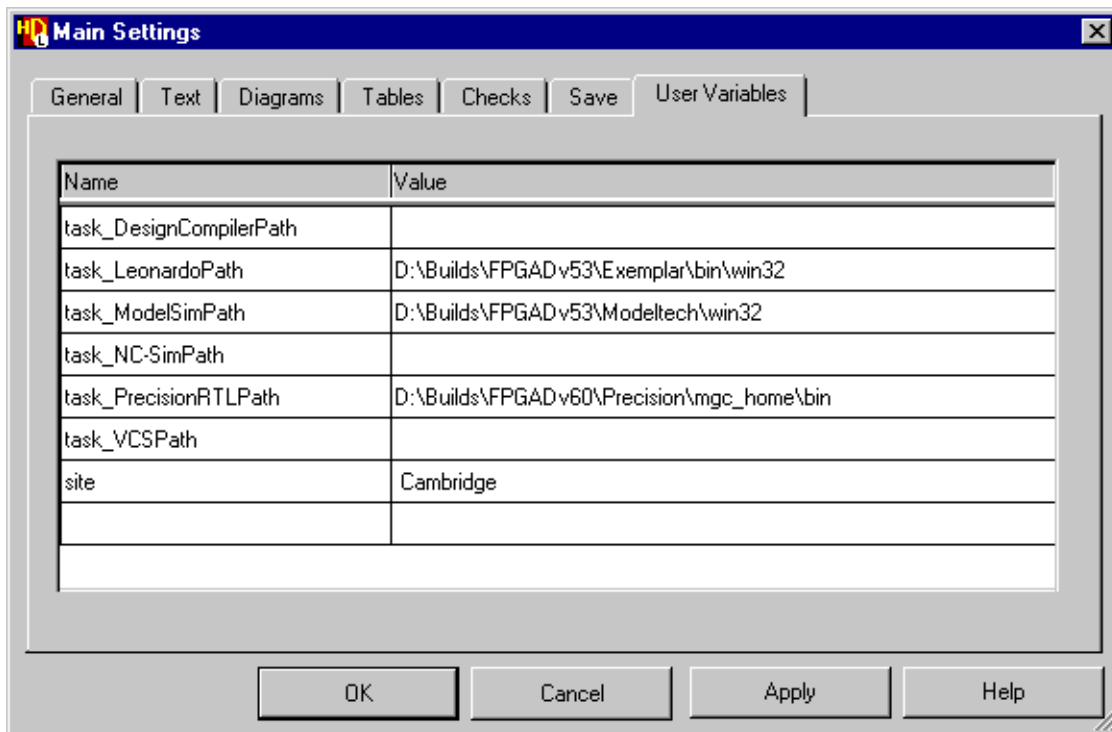 HDL Main Settings
General Text Diagrams Tables Checks Save User Variables
Name Value
task_DesignCompilerPath
task_LeonardoPath D:\Builds\FPGADv53\Exemplar\bin\win32
task_ModelSimPath D:\Builds\FPGADv53\Modeltech\win32
task_NC-SimPath
task_PrecisionRTLPath D:\Builds\FPGADv60\Precision\mgc_home\bin
task_VCSPath
site Cambridge
OK Cancel Apply Help